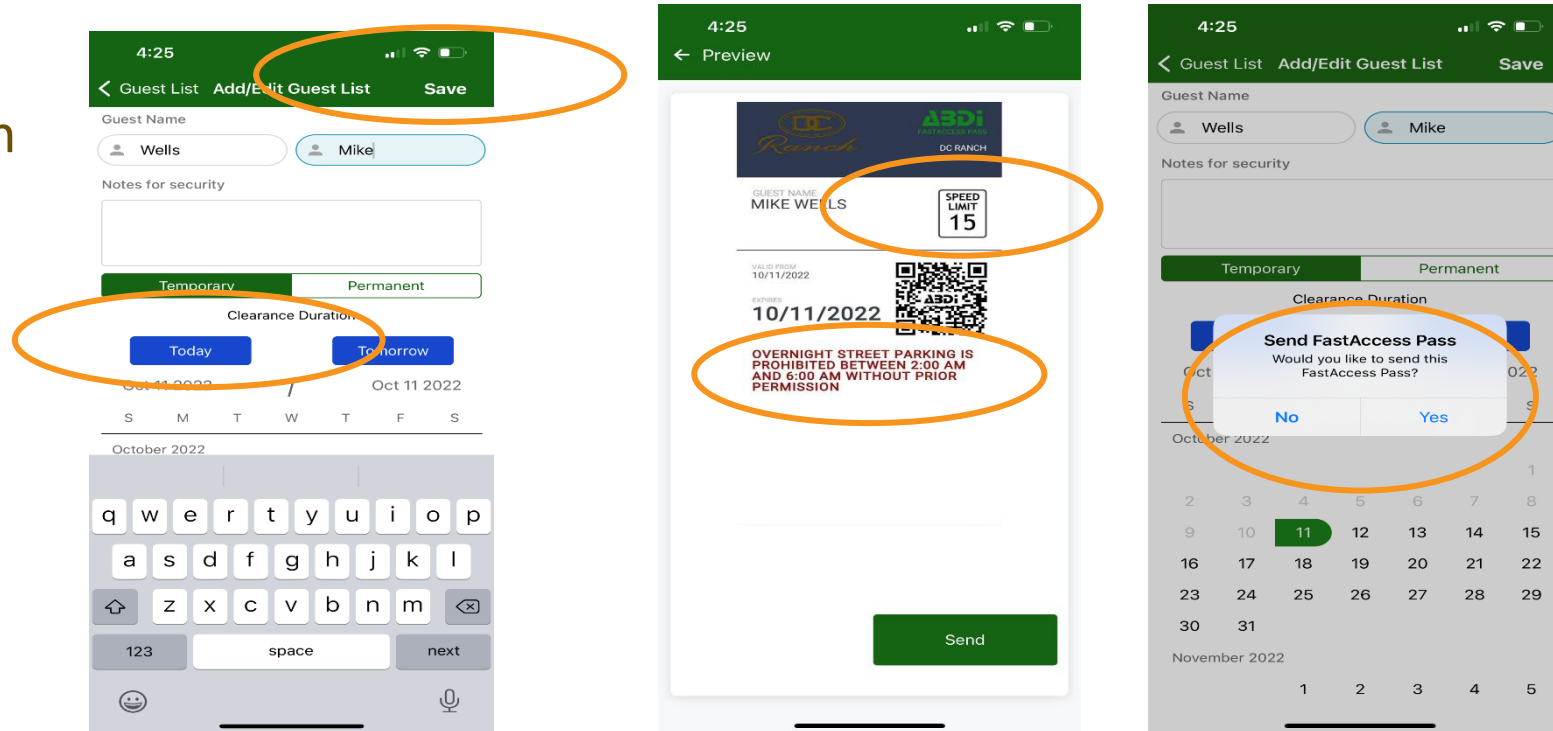 n
4:25
Guest List Add/Edit Guest List Save
Guest Name
Wells Mike
Notes for security
Temporary Permanent
Clearance Duration
Today Tomorrow
Oct 11 2022 / Oct 11 2022
S M T W T F S
October 2022
q w e r t y u i o p
a s d f g h j k l
z x c v b n m
123 space next
4:25
Preview
DC
Ranch
ABDi
FASTACCESS PASS
DC RANCH
GUEST NAME
MIKE WELLS
SPEED
LIMIT
15
VALID FROM
10/11/2022
EXPIRES
10/11/2022
ABDi
OVERNIGHT STREET PARKING IS
PROHIBITED BETWEEN 2:00 AM
AND 6:00 AM WITHOUT PRIOR
PERMISSION
Send
4:25
Guest List Add/Edit Guest List Save
Guest Name
Wells Mike
Notes for security
Temporary Permanent
Clearance Duration
Send FastAccess Pass
Would you like to send this
FastAccess Pass?
Oct 022
S S
No Yes
October 2022
1
2 3 4 5 6 7 8
9 10 11 12 13 14 15
16 17 18 19 20 21 22
23 24 25 26 27 28 29
30 31
November 2022
1 2 3 4 5